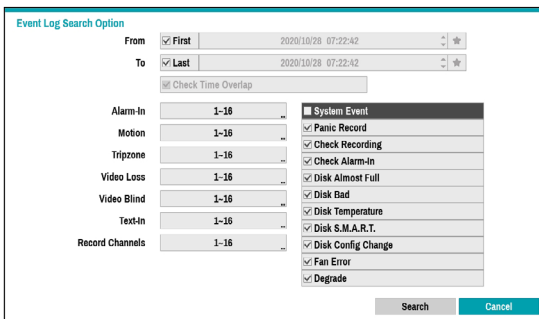 Event Log Search Option
From First 2020/10/28 07:22:42
To Last 2020/10/28 07:22:42
Check Time Overlap
Alarm-In 1~16 ...
Motion 1~16 ...
Tripzone 1~16 ...
Video Loss 1~16 ...
Video Blind 1~16 ...
Text-In 1~16 ...
Record Channels 1~16 ...
System Event
Panic Record
Check Recording
Check Alarm-In
Disk Almost Full
Disk Bad
Disk Temperature
Disk S.M.A.R.T.
Disk Config Change
Fan Error
Degrade
Search Cancel